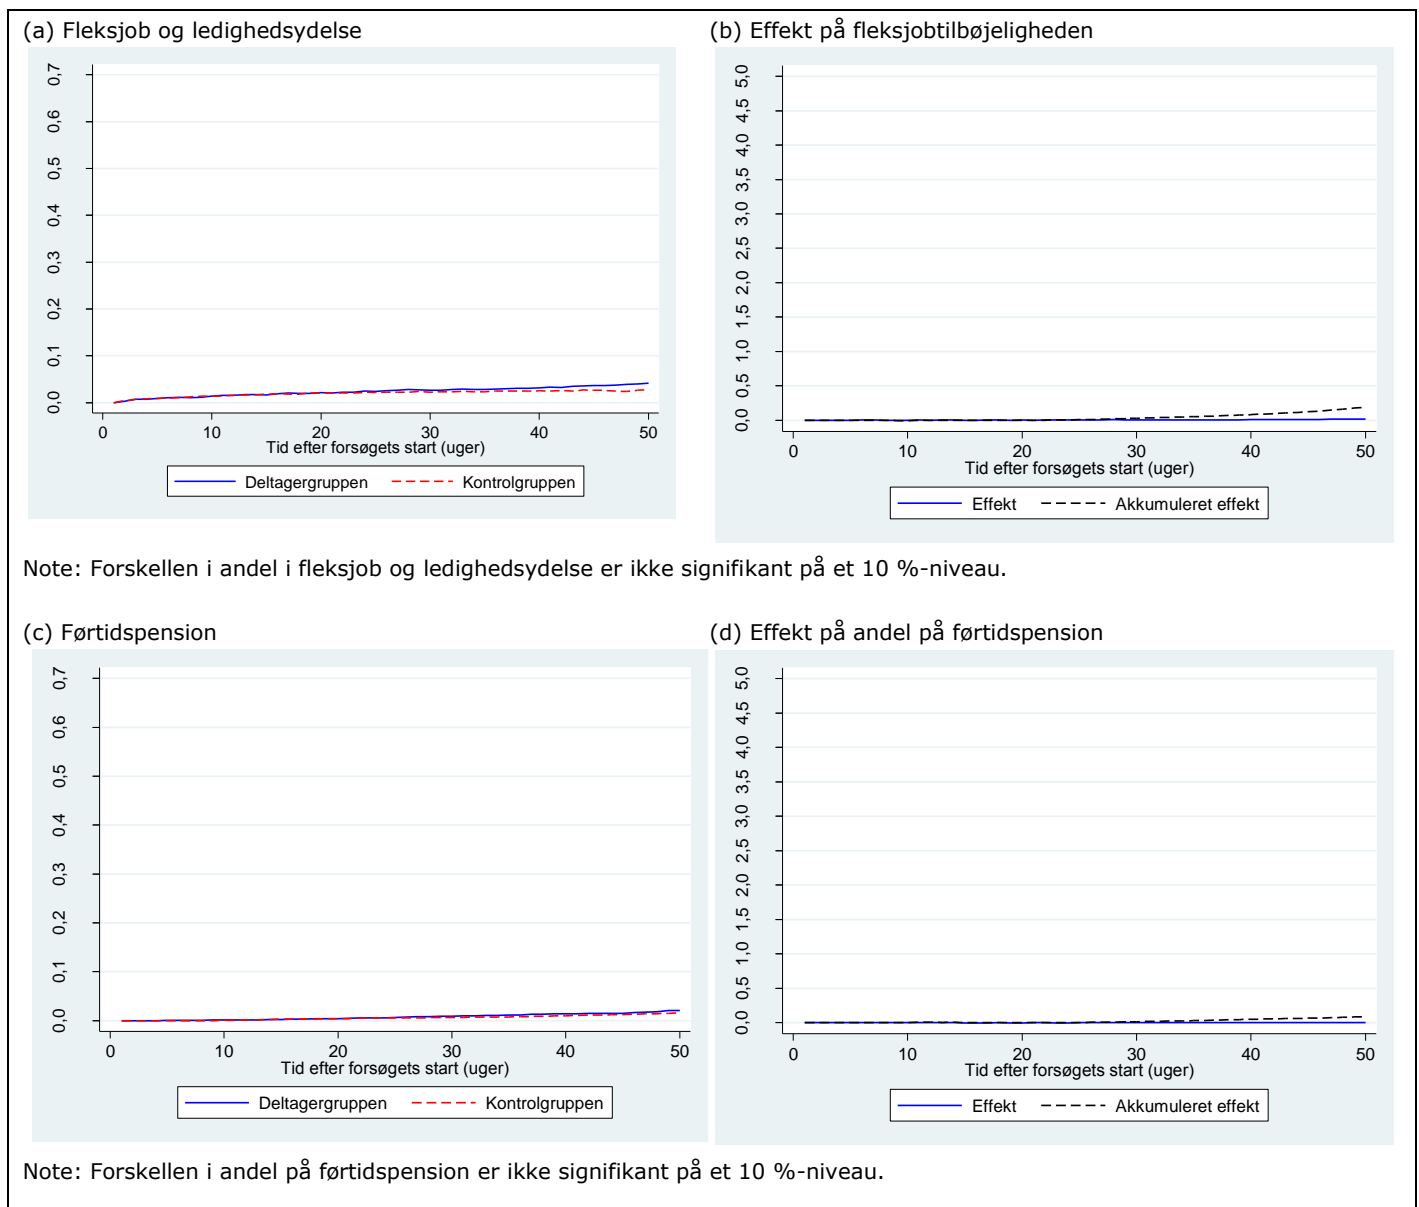 (a) Fleksjob og ledighedsydelse
0,7
0,6
0,5
0,4
0,3
0,2
0,1
0,0
0 10 20 30 40 50
Tid efter forsøgets start (uger)
Deltagergruppen Kontrolgruppen
(b) Effekt på fleksjobtilbøjeligheden
5,0
4,5
4,0
3,5
3,0
2,5
2,0
1,5
1,0
0,5
0,0
0 10 20 30 40 50
Tid efter forsøgets start (uger)
Effekt Akkumuleret effekt
Note: Forskellen i andel i fleksjob og ledighedsydelse er ikke signifikant på et 10 %-niveau.
(c) Førtidspension
0,7
0,6
0,5
0,4
0,3
0,2
0,1
0,0
0 10 20 30 40 50
Tid efter forsøgets start (uger)
Deltagergruppen Kontrolgruppen
(d) Effekt på andel på førtidspension
5,0
4,5
4,0
3,5
3,0
2,5
2,0
1,5
1,0
0,5
0,0
0 10 20 30 40 50
Tid efter forsøgets start (uger)
Effekt Akkumuleret effekt
Note: Forskellen i andel på førtidspension er ikke signifikant på et 10 %-niveau.